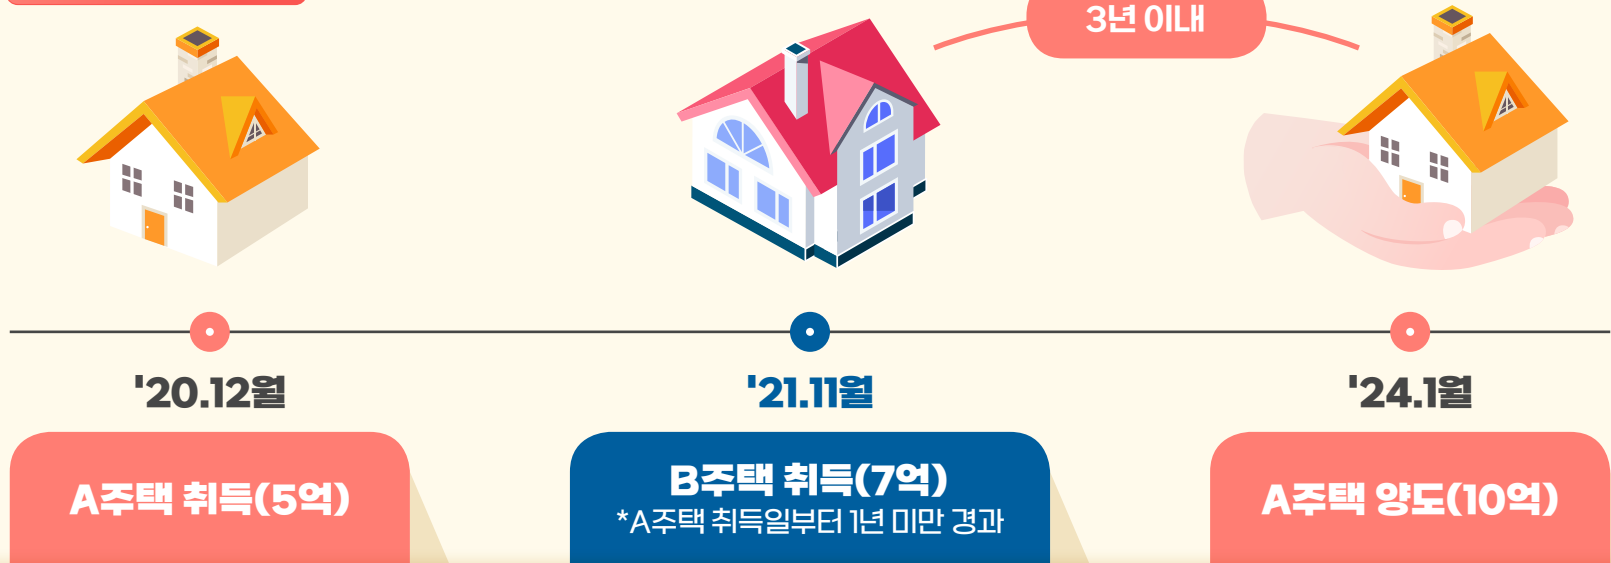 3년 이내
'20.12월
'21.11월
'24.1월
A주택 취득(5억)
B주택 취득(7억)
*A주택 취득일부터 1년 미만 경과
A주택 양도(10억)